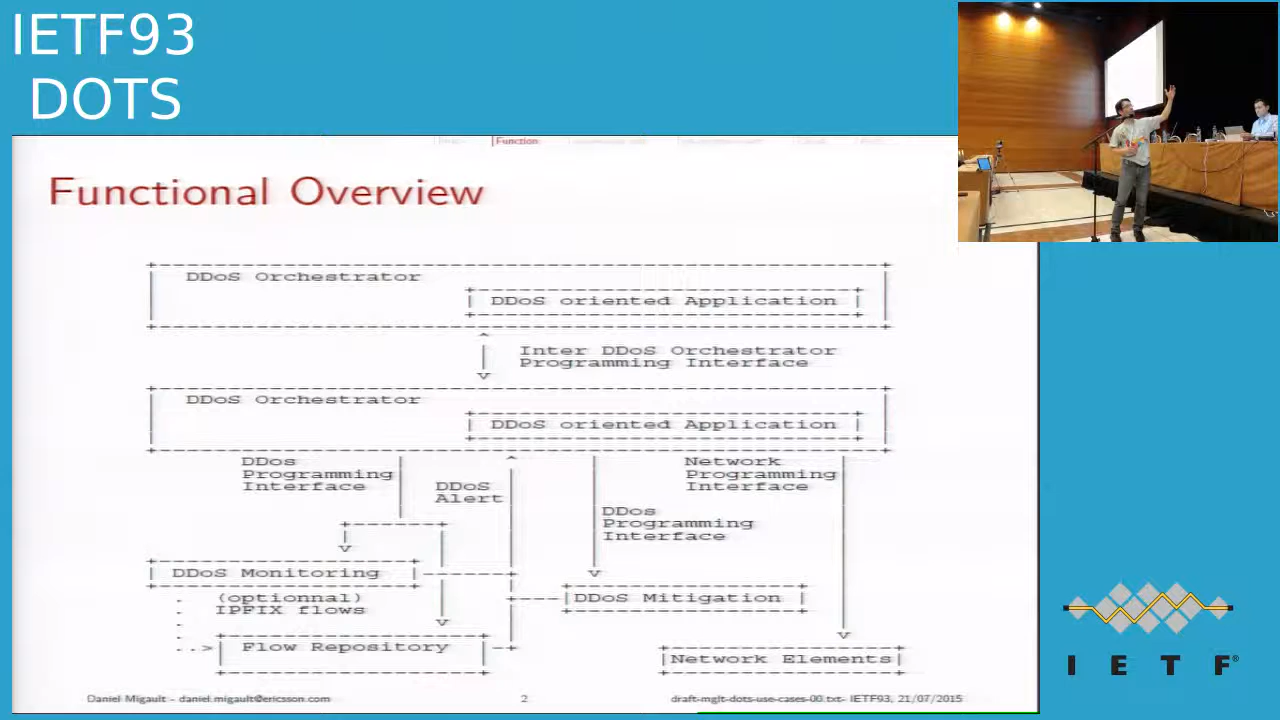 IETF93
DOTS
Function
Functional Overview
DDoS Orchestrator
DDoS oriented Application
Inter DDoS Orchestrator
Programming Interface
DDoS Orchestrator
DDoS oriented Application
DDos
Programming
Interface
DDoS
Alert
Network
Programming
Interface
DDos
Programming
Interface
DDoS Monitoring
(optionnal)
IPFIX flows
DDoS Mitigation
Flow Repository
Network Elements
Daniel Migault - daniel.migault@ericsson.com
2
draft-mglt-dots-use-cases-00.txt- IETF93, 21/07/2015
I E T F®